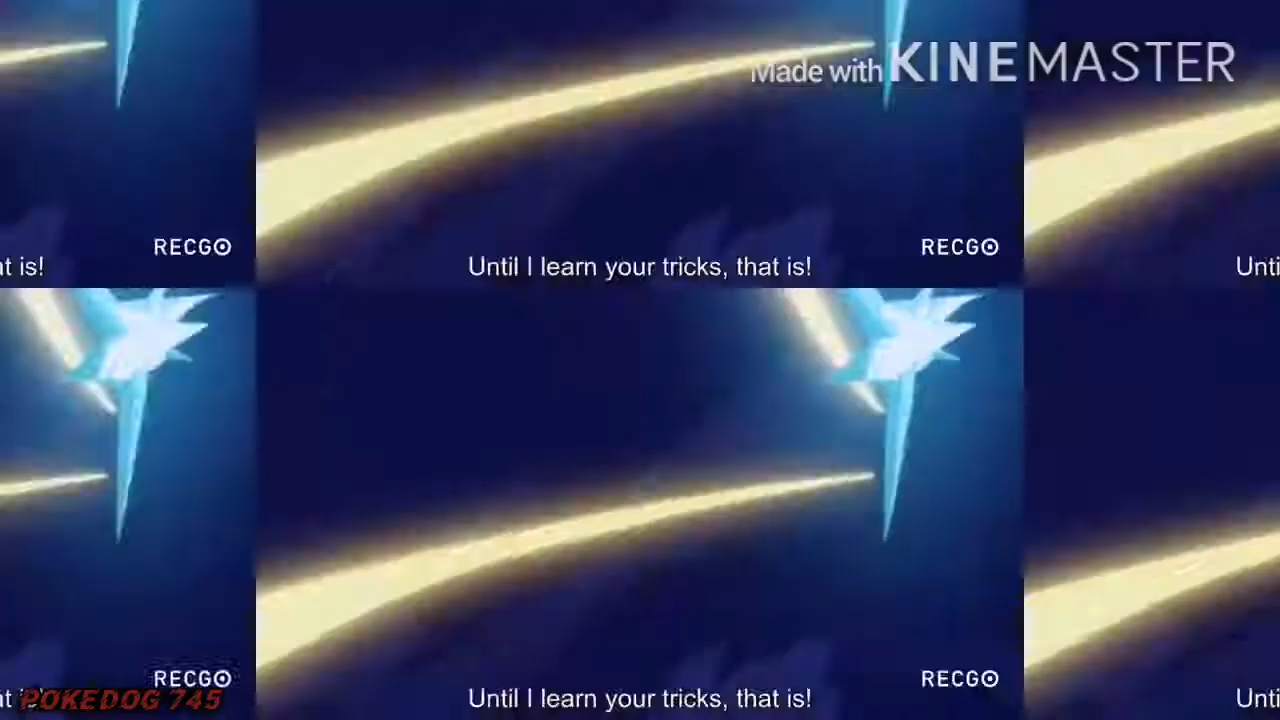 Made with KINEMASTER
RECGO
RECGO
t is!
Until I learn your tricks, that is!
Unti
RECGO
RECGO
t is!
POKEDOG 745
Until I learn your tricks, that is!
Unti